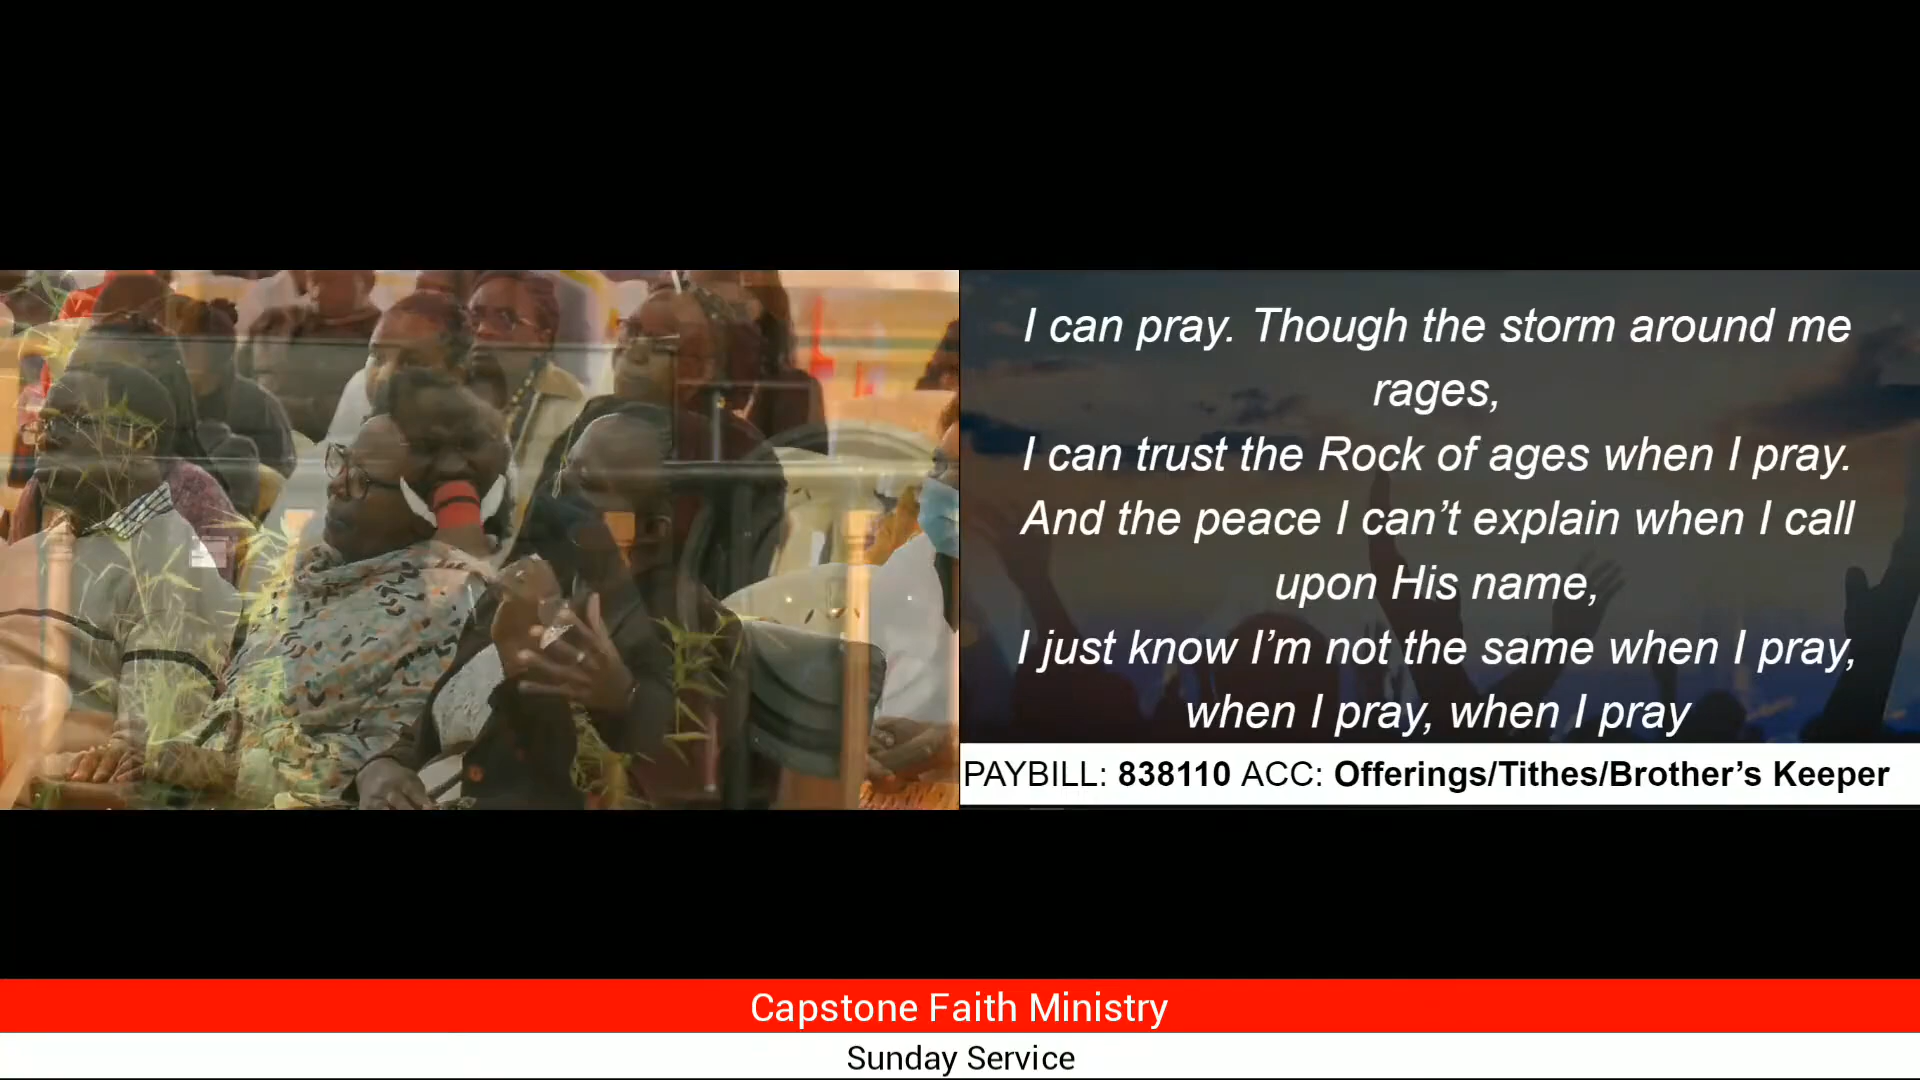 I can pray. Though the storm around me
rages,
I can trust the Rock of ages when I pray.
And the peace I can’t explain when I call
upon His name,
I just know I’m not the same when I pray,
when I pray, when I pray
PAYBILL: 838110 ACC: Offerings/Tithes/Brother’s Keeper
Capstone Faith Ministry
Sunday Service